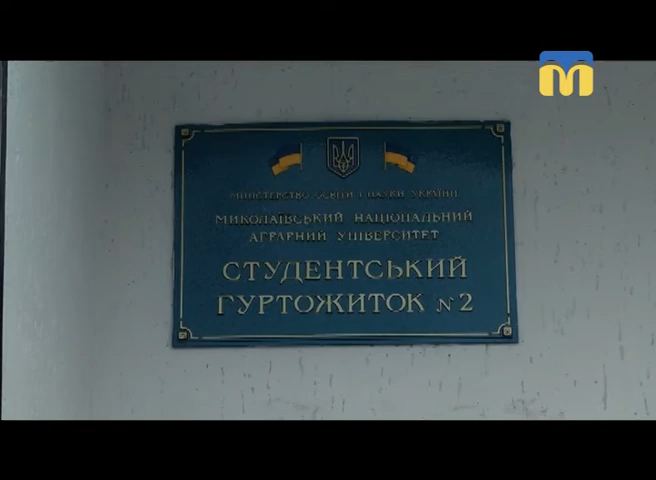 МІНІСТЕРСТВО ОСВІТИ І НАУКИ УКРАЇНИ
МИКОЛАЇВСЬКИЙ НАЦІОНАЛЬНИЙ
АГРАРНИЙ УНІВЕРСИТЕТ
СТУДЕНТСЬКИЙ
ГУРТОЖИТОК №2